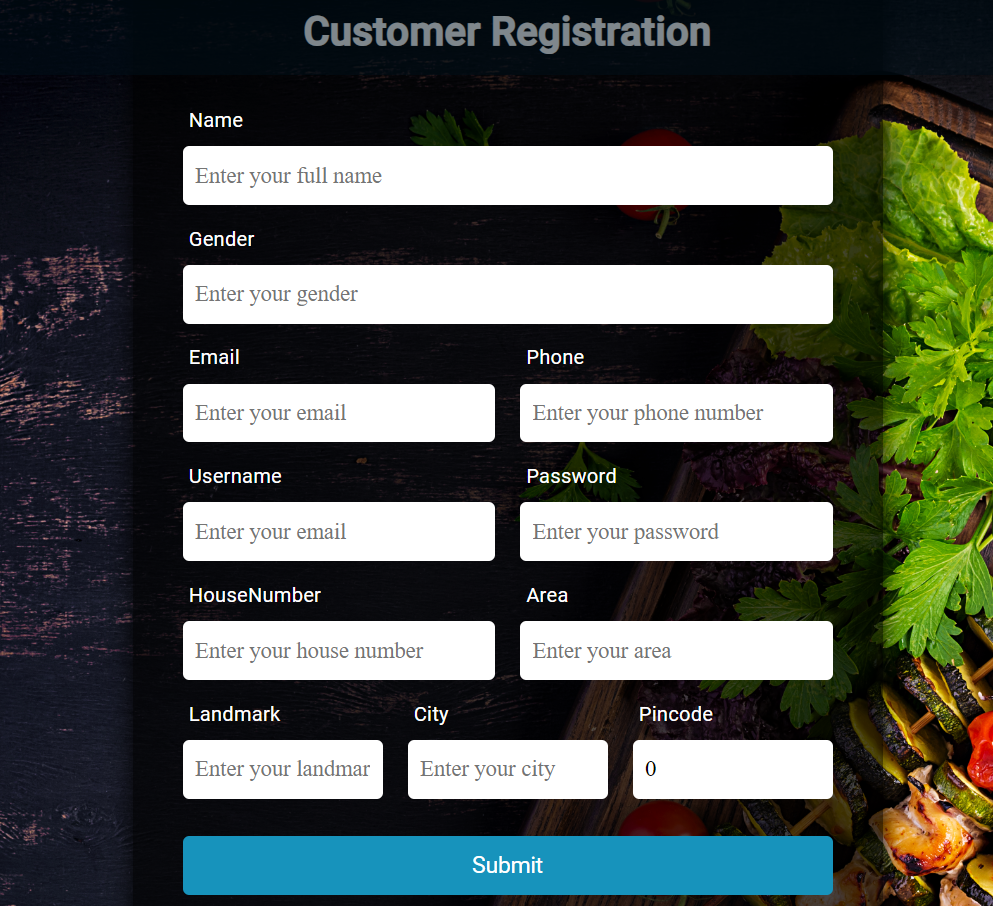 Customer Registration
Name
Enter your full name
Gender
Enter your gender
Email Phone
Enter your email Enter your phone number
Username Password
Enter your email Enter your password
HouseNumber Area
Enter your house number Enter your area
Landmark City Pincode
Enter your landmar Enter your city 0
Submit